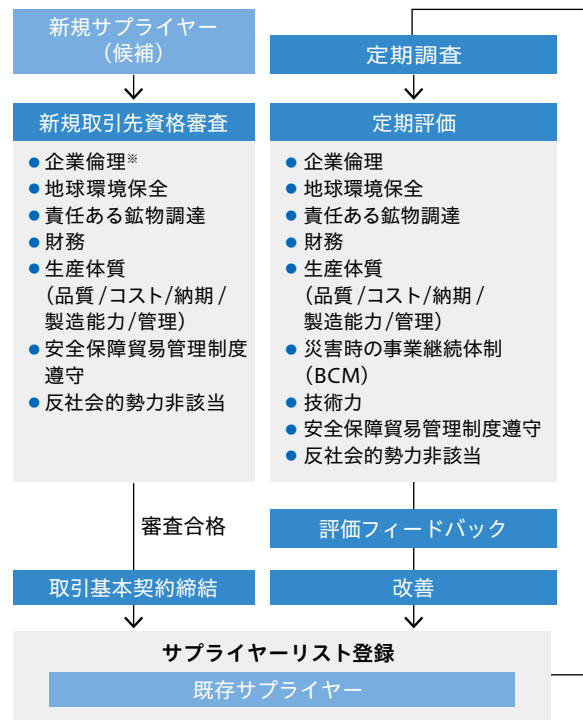 新規サプライヤー
（候補）
新規取引先資格審査
● 企業倫理※
● 地球環境保全
● 責任ある鉱物調達
● 財務
● 生産体質
（品質/コスト/納期/
製造能力/管理）
● 安全保障貿易管理制度
遵守
● 反社会的勢力非該当
審査合格
取引基本契約締結
定期調査
定期評価
● 企業倫理
● 地球環境保全
● 責任ある鉱物調達
● 財務
● 生産体質
（品質/コスト/納期/
製造能力/管理）
● 災害時の事業継続体制
（BCM）
● 技術力
● 安全保障貿易管理制度遵守
● 反社会的勢力非該当
評価フィードバック
改善
サプライヤーリスト登録
既存サプライヤー